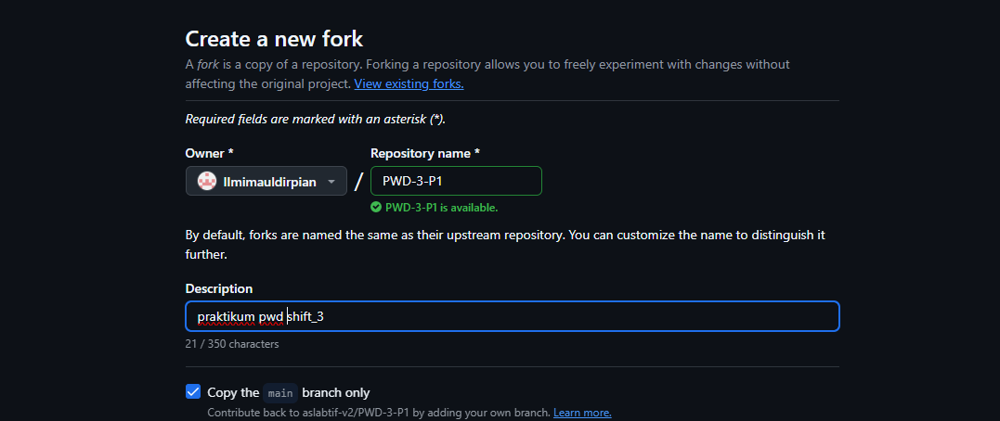 Create a new fork
A fork is a copy of a repository. Forking a repository allows you to freely experiment with changes without
affecting the original project. View existing forks.
Required fields are marked with an asterisk (*).
Owner *
Repository name *
Ilmimauldirpian
/
PWD-3-P1
PWD-3-P1 is available.
By default, forks are named the same as their upstream repository. You can customize the name to distinguish it
further.
Description
praktikum pwd shift_3
21 / 350 characters
Copy the main branch only
Contribute back to aslabtif-v2/PWD-3-P1 by adding your own branch. Learn more.